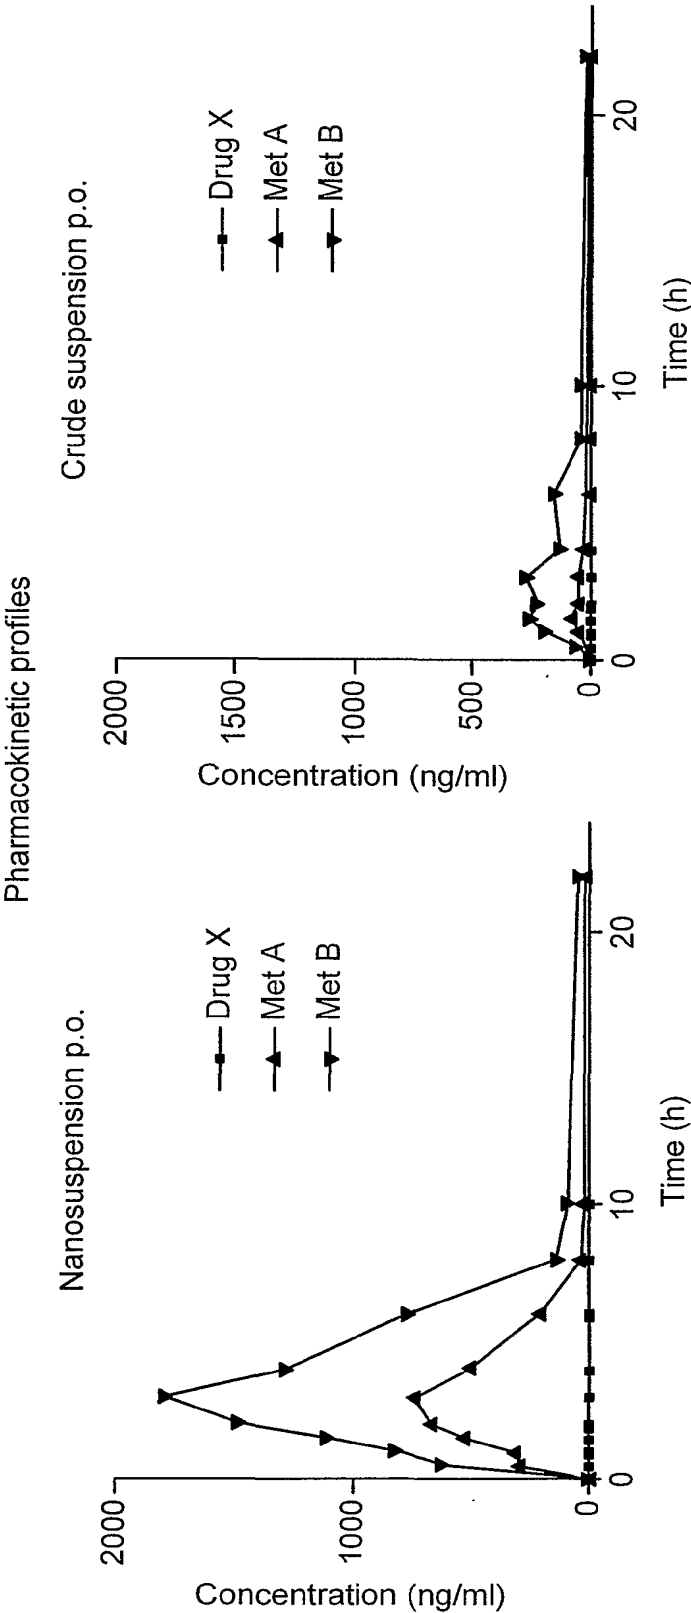 Pharmacokinetic profiles
Nanosuspension p.o.
Concentration (ng/ml)
2000
1000
0
0
10
20
Time (h)
Drug X
Met A
Met B
Crude suspension p.o.
Concentration (ng/ml)
2000
1500
1000
500
0
0
10
20
Time (h)
Drug X
Met A
Met B